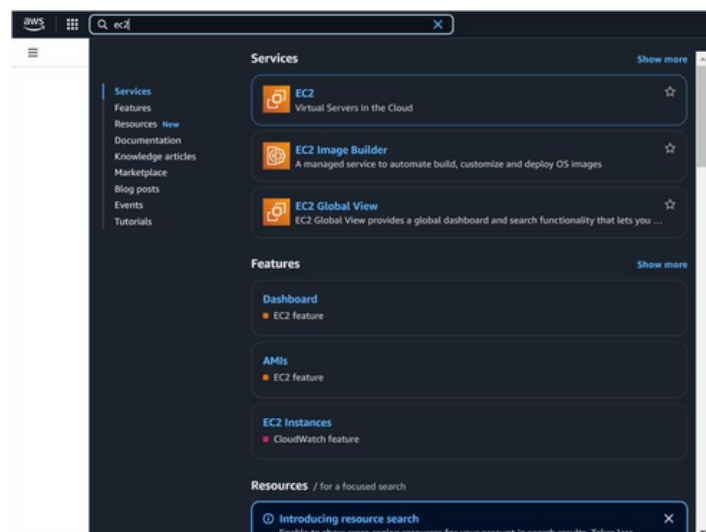 aws
ec2
Services
Features
Resources New
Documentation
Knowledge articles
Marketplace
Blog posts
Events
Tutorials
Services
Show more
EC2
Virtual Servers in the Cloud
EC2 Image Builder
A managed service to automate build, customize and deploy OS images
EC2 Global View
EC2 Global View provides a global dashboard and search functionality that lets you ...
Features
Show more
Dashboard
EC2 feature
AMIs
EC2 feature
EC2 Instances
CloudWatch feature
Resources / for a focused search
Introducing resource search